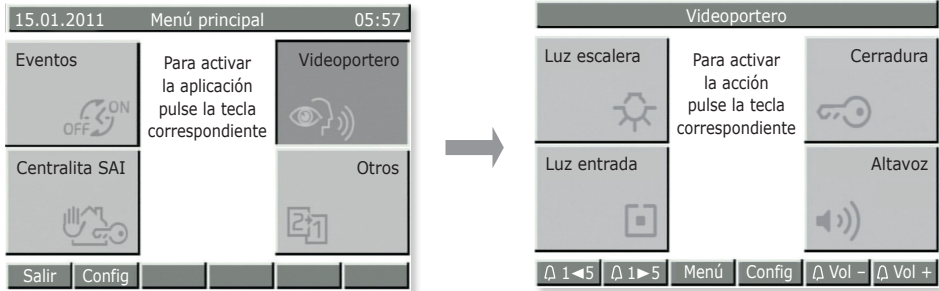 15.01.2011 Menú principal 05:57
Eventos
Para activar
la aplicación
pulse la tecla
correspondiente
Videoportero
ON
OFF
Centralita SAI
Otros
2 1
Salir Config
Videoportero
Luz escalera
Para activar
la acción
pulse la tecla
correspondiente
Cerradura
Luz entrada
Altavoz
1◄5 1►5 Menú Config Vol – Vol +